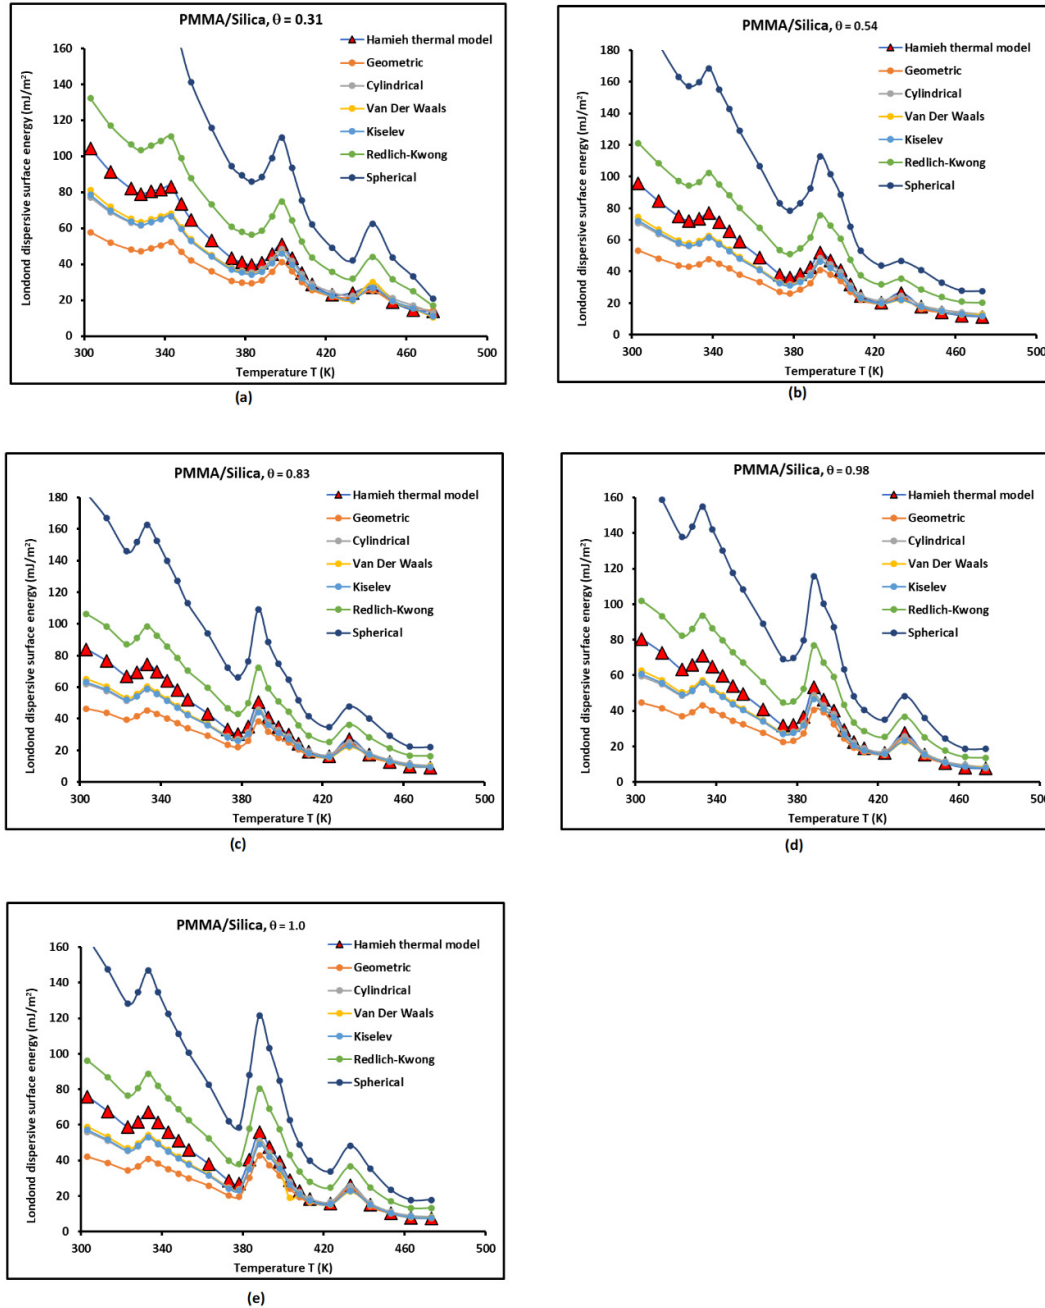 PMMA/Silica, θ = 0.31
Londond dispersive surface energy (mJ/m²)
160
140
120
100
80
60
40
20
0
300 340 380 420 460 500
Temperature T (K)
Hamieh thermal model
Geometric
Cylindrical
Van Der Waals
Kiselev
Redlich-Kwong
Spherical
(a)
PMMA/Silica, θ = 0.54
Londond dispersive surface energy (mJ/m²)
180
160
140
120
100
80
60
40
20
0
300 340 380 420 460 500
Temperature T (K)
Hamieh thermal model
Geometric
Cylindrical
Van Der Waals
Kiselev
Redlich-Kwong
Spherical
(b)
PMMA/Silica, θ = 0.83
Londond dispersive surface energy (mJ/m²)
180
160
140
120
100
80
60
40
20
0
300 340 380 420 460 500
Temperature T (K)
Hamieh thermal model
Geometric
Cylindrical
Van Der Waals
Kiselev
Redlich-Kwong
Spherical
(c)
PMMA/Silica, θ = 0.98
Londond dispersive surface energy (mJ/m²)
160
140
120
100
80
60
40
20
0
300 340 380 420 460 500
Temperature T (K)
Hamieh thermal model
Geometric
Cylindrical
Van Der Waals
Kiselev
Redlich-Kwong
Spherical
(d)
PMMA/Silica, θ = 1.0
Londond dispersive surface energy (mJ/m²)
160
140
120
100
80
60
40
20
0
300 340 380 420 460 500
Temperature T (K)
Hamieh thermal model
Geometric
Cylindrical
Van Der Waals
Kiselev
Redlich-Kwong
Spherical
(e)